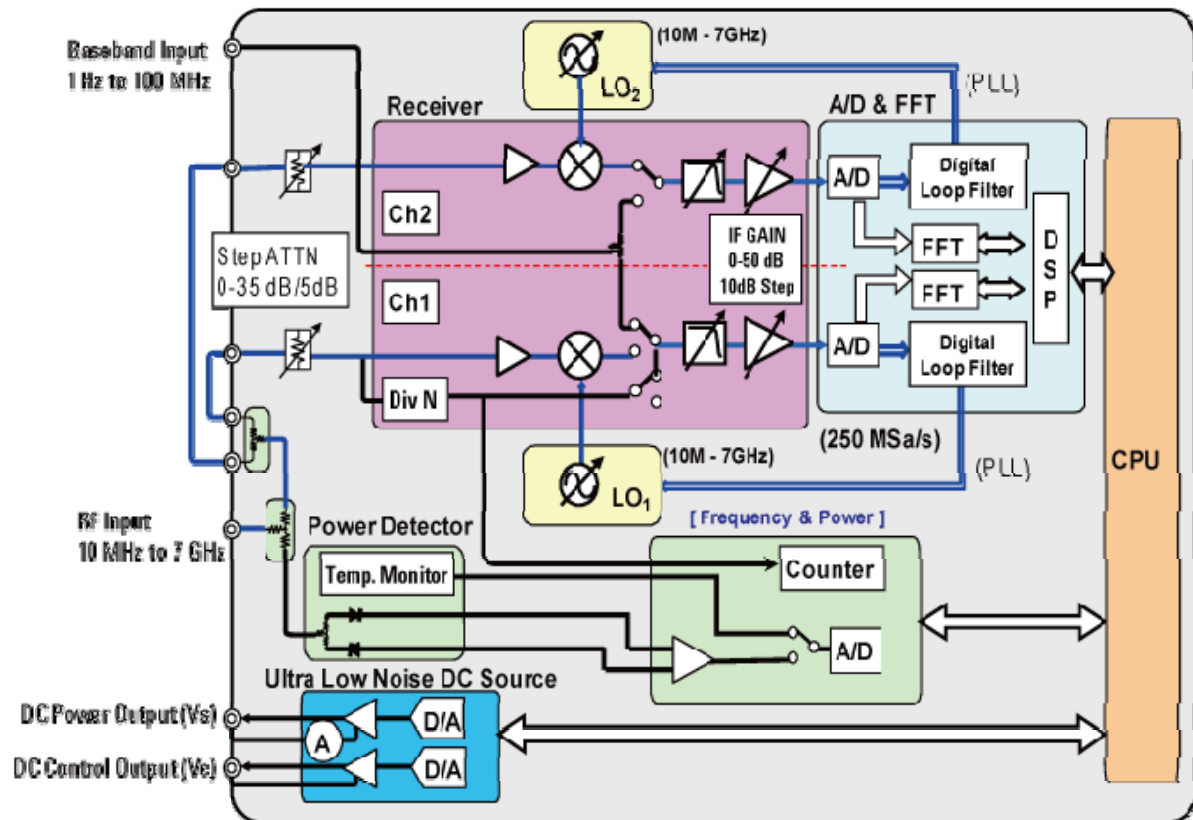 Baseband Input
1 Hz to 100 MHz
(10M - 7GHz)
LO2
(PLL)
Receiver
A/D & FFT
Ch2
A/D
Digital
Loop Filter
FFT
D
S
P
Step ATTN
0-35 dB/5dB
IF GAIN
0-50 dB
10dB Step
Ch1
FFT
A/D
Digital
Loop Filter
Div N
(250 MSa/s)
(10M - 7GHz)
(PLL)
LO1
CPU
[ Frequency & Power ]
RF Input
10 MHz to 7 GHz
Power Detector
Temp. Monitor
Counter
A/D
Ultra Low Noise DC Source
DC Power Output (Vs)
D/A
A
DC Control Output (Vc)
D/A